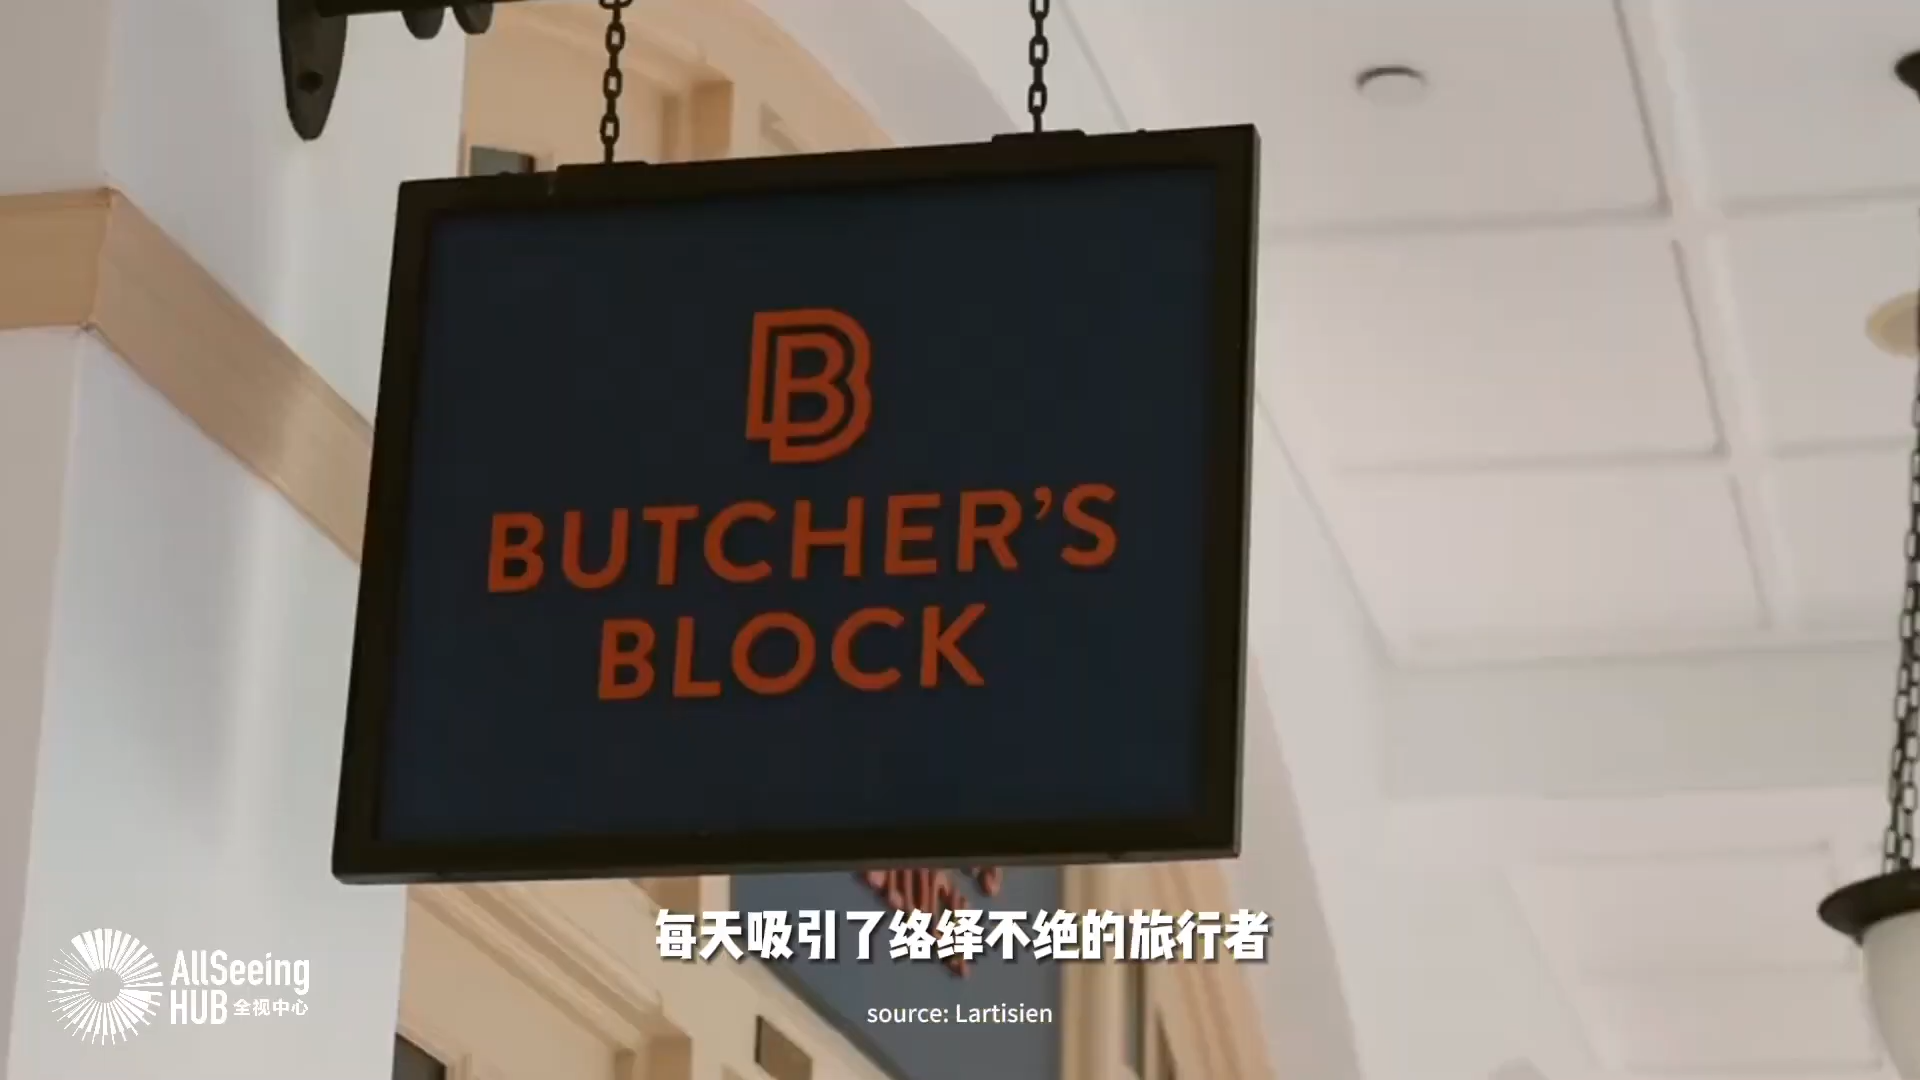 B
BUTCHER'S
BLOCK
每天吸引了络绎不绝的旅行者
source: Lartisien
AllSeeing
HUB 全视中心